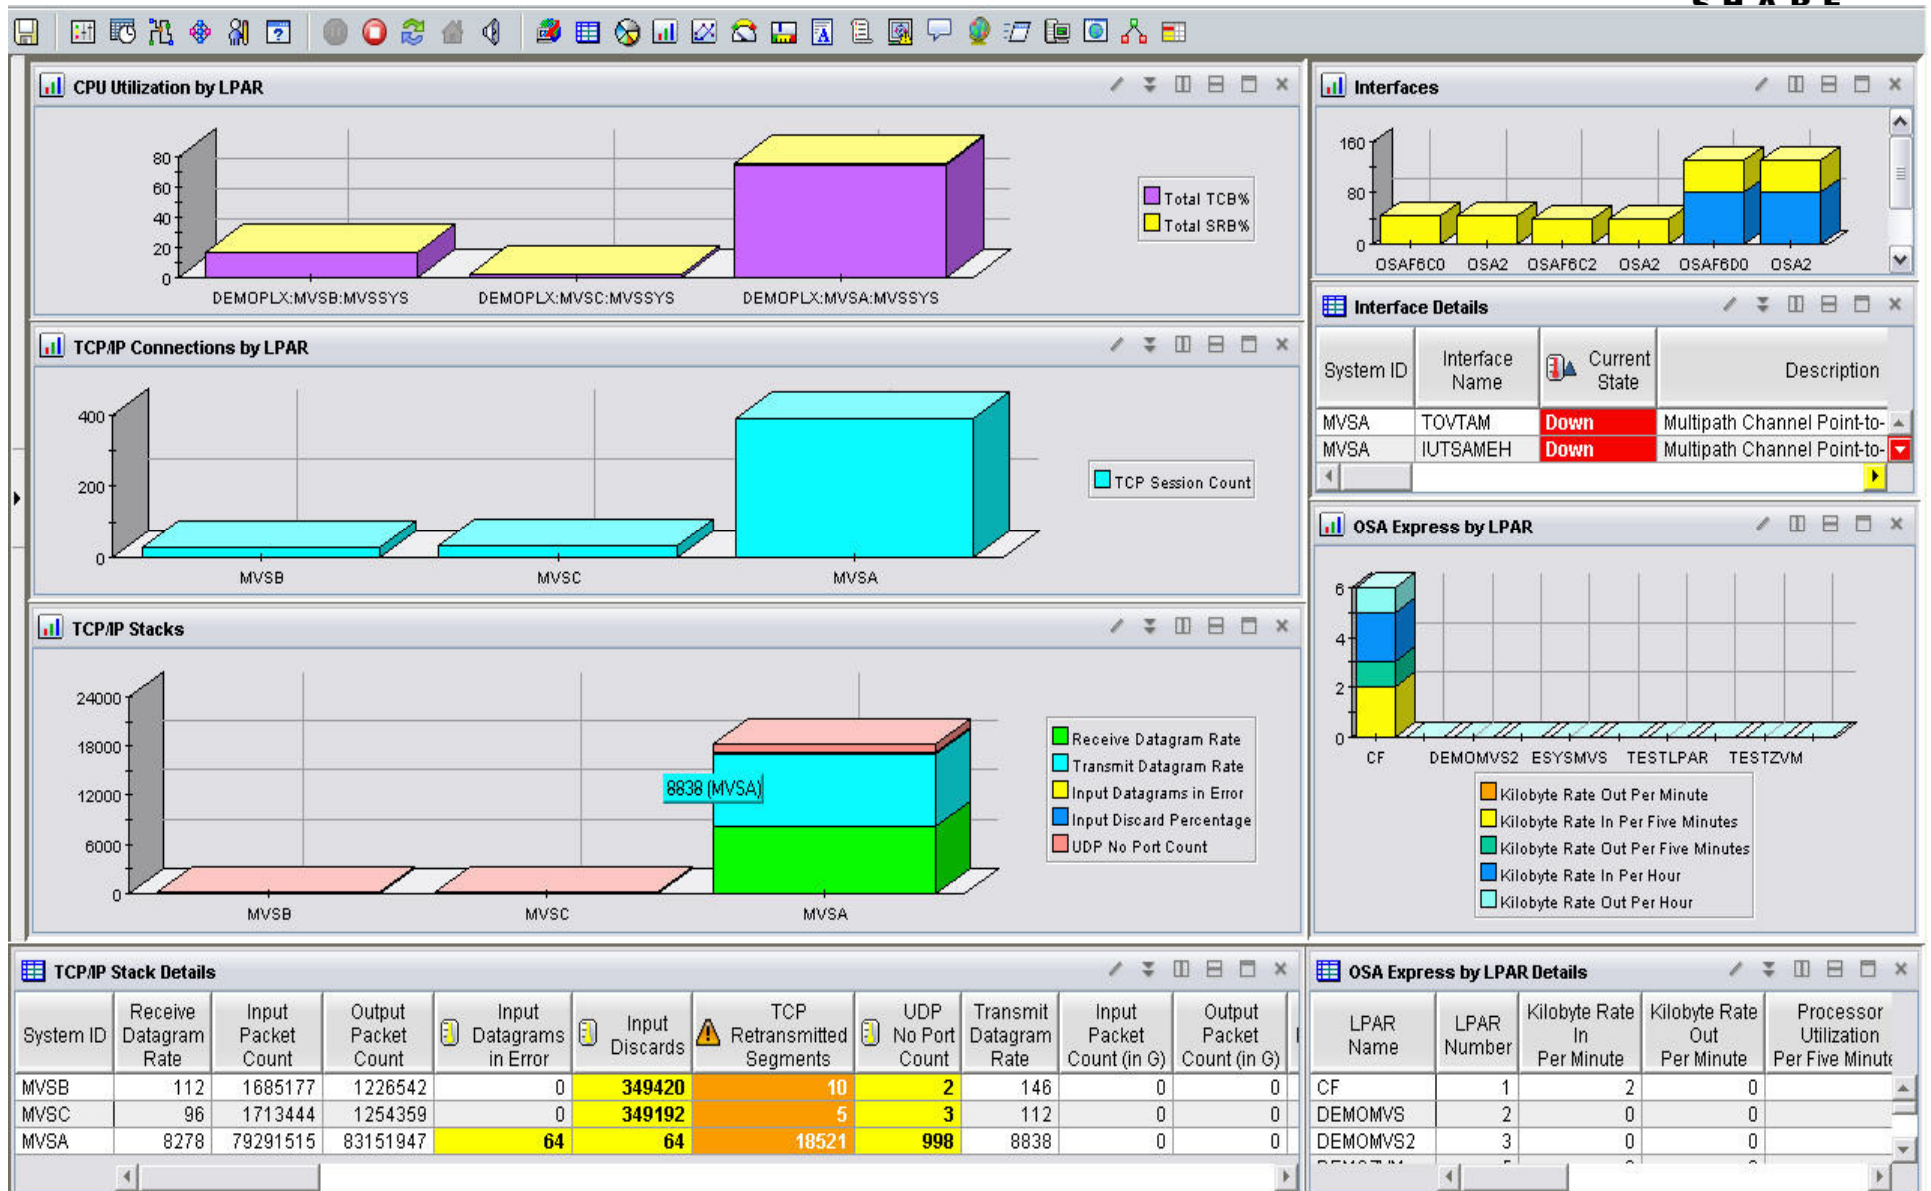 CPU Utilization by LPAR
80
60
40
20
0
DEMOPLX:MVSB:MVSSYS
DEMOPLX:MVSC:MVSSYS
DEMOPLX:MVSA:MVSSYS
Total TCB%
Total SRB%
TCP/IP Connections by LPAR
400
200
0
MVSB
MVSC
MVSA
TCP Session Count
TCP/IP Stacks
24000
18000
12000
6000
0
8838 (MVSA)
MVSB
MVSC
MVSA
Receive Datagram Rate
Transmit Datagram Rate
Input Datagrams in Error
Input Discard Percentage
UDP No Port Count
Interfaces
160
80
0
OSAF6C0 OSA2 OSAF6C2 OSA2 OSAF6D0 OSA2
Interface Details
System ID Interface Name Current State Description
MVSA TOVTAM Down Multipath Channel Point-to-
MVSA IUTSAMEH Down Multipath Channel Point-to-
OSA Express by LPAR
6
4
2
0
CF DEMOMVS2 ESYSMVS TESTLPAR TESTZVM
Kilobyte Rate Out Per Minute
Kilobyte Rate In Per Five Minutes
Kilobyte Rate Out Per Five Minutes
Kilobyte Rate In Per Hour
Kilobyte Rate Out Per Hour
TCP/IP Stack Details
System ID Receive Datagram Rate Input Packet Count Output Packet Count Input Datagrams in Error Input Discards TCP Retransmitted Segments UDP No Port Count Transmit Datagram Rate Input Packet Count (in G) Output Packet Count (in G)
MVSB 112 1685177 1226542 0 349420 10 2 146 0 0
MVSC 96 1713444 1254359 0 349192 5 3 112 0 0
MVSA 8278 79291515 83151947 64 64 18521 998 8838 0 0
OSA Express by LPAR Details
LPAR Name LPAR Number Kilobyte Rate In Per Minute Kilobyte Rate Out Per Minute Processor Utilization Per Five Minute
CF 1 2 0
DEMOMVS 2 0 0
DEMOMVS2 3 0 0